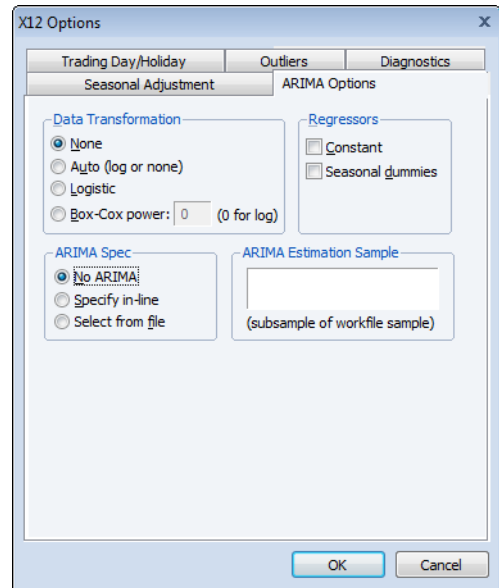 X12 Options
x
Trading Day/Holiday
Outliers
Diagnostics
Seasonal Adjustment
ARIMA Options
Data Transformation
None
Auto (log or none)
Logistic
Box-Cox power: 0 (0 for log)
Regressors
Constant
Seasonal dummies
ARIMA Spec
No ARIMA
Specify in-line
Select from file
ARIMA Estimation Sample
(subsample of workfile sample)
OK
Cancel